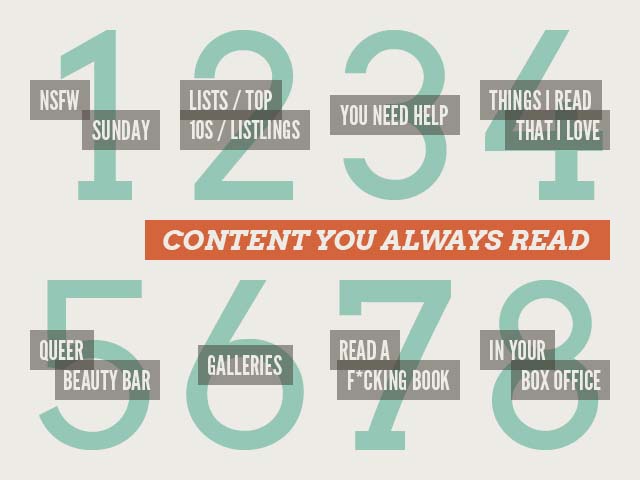 1
NSFW
SUNDAY
2
LISTS / TOP
10S / LISTLINGS
3
YOU NEED HELP
4
THINGS I READ
THAT I LOVE
CONTENT YOU ALWAYS READ
5
QUEER
BEAUTY BAR
6
GALLERIES
7
READ A
F*CKING BOOK
8
IN YOUR
BOX OFFICE